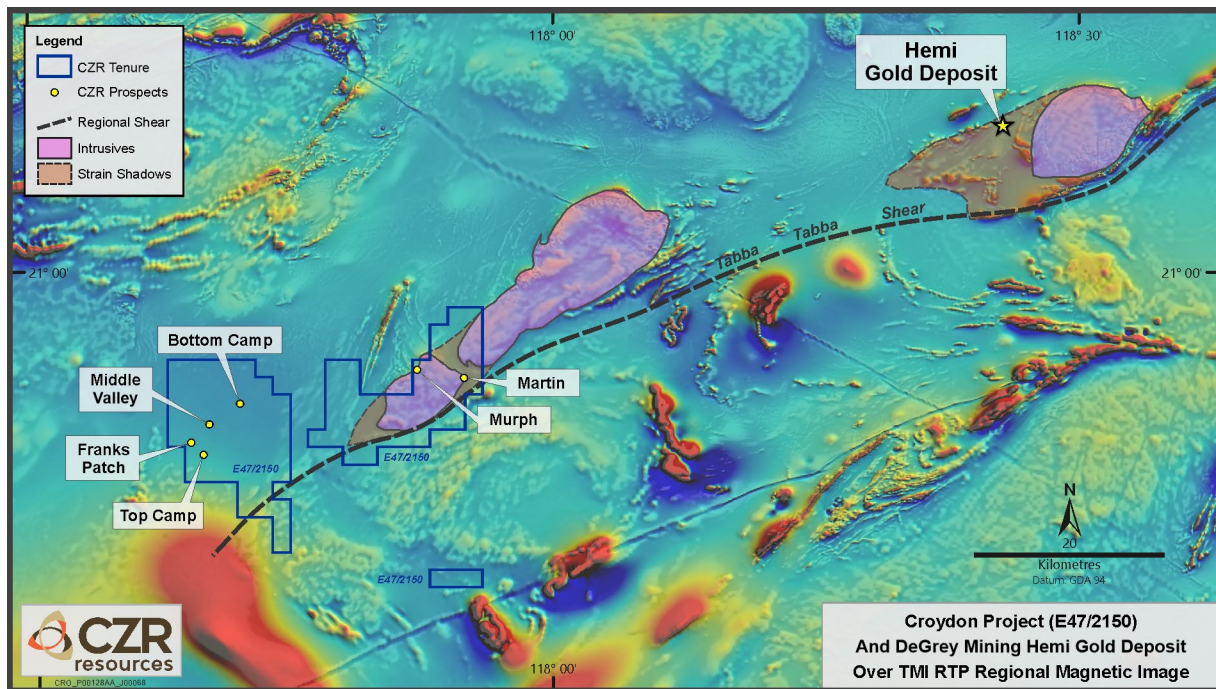 Legend
CZR Tenure
CZR Prospects
Regional Shear
Intrusives
Strain Shadows
118° 00'
118° 30'
Hemi
Gold Deposit
Tabba Tabba Shear
21° 00'
21° 00'
Bottom Camp
Middle
Valley
Franks
Patch
Top Camp
E47/2150
Martin
Murph
E47/2150
E47/2150
N
20
Kilometres
Datum: GDA 94
CZR
resources
CRO_P00128AA_J00068
118° 00'
Croydon Project (E47/2150)
And DeGrey Mining Hemi Gold Deposit
Over TMI RTP Regional Magnetic Image